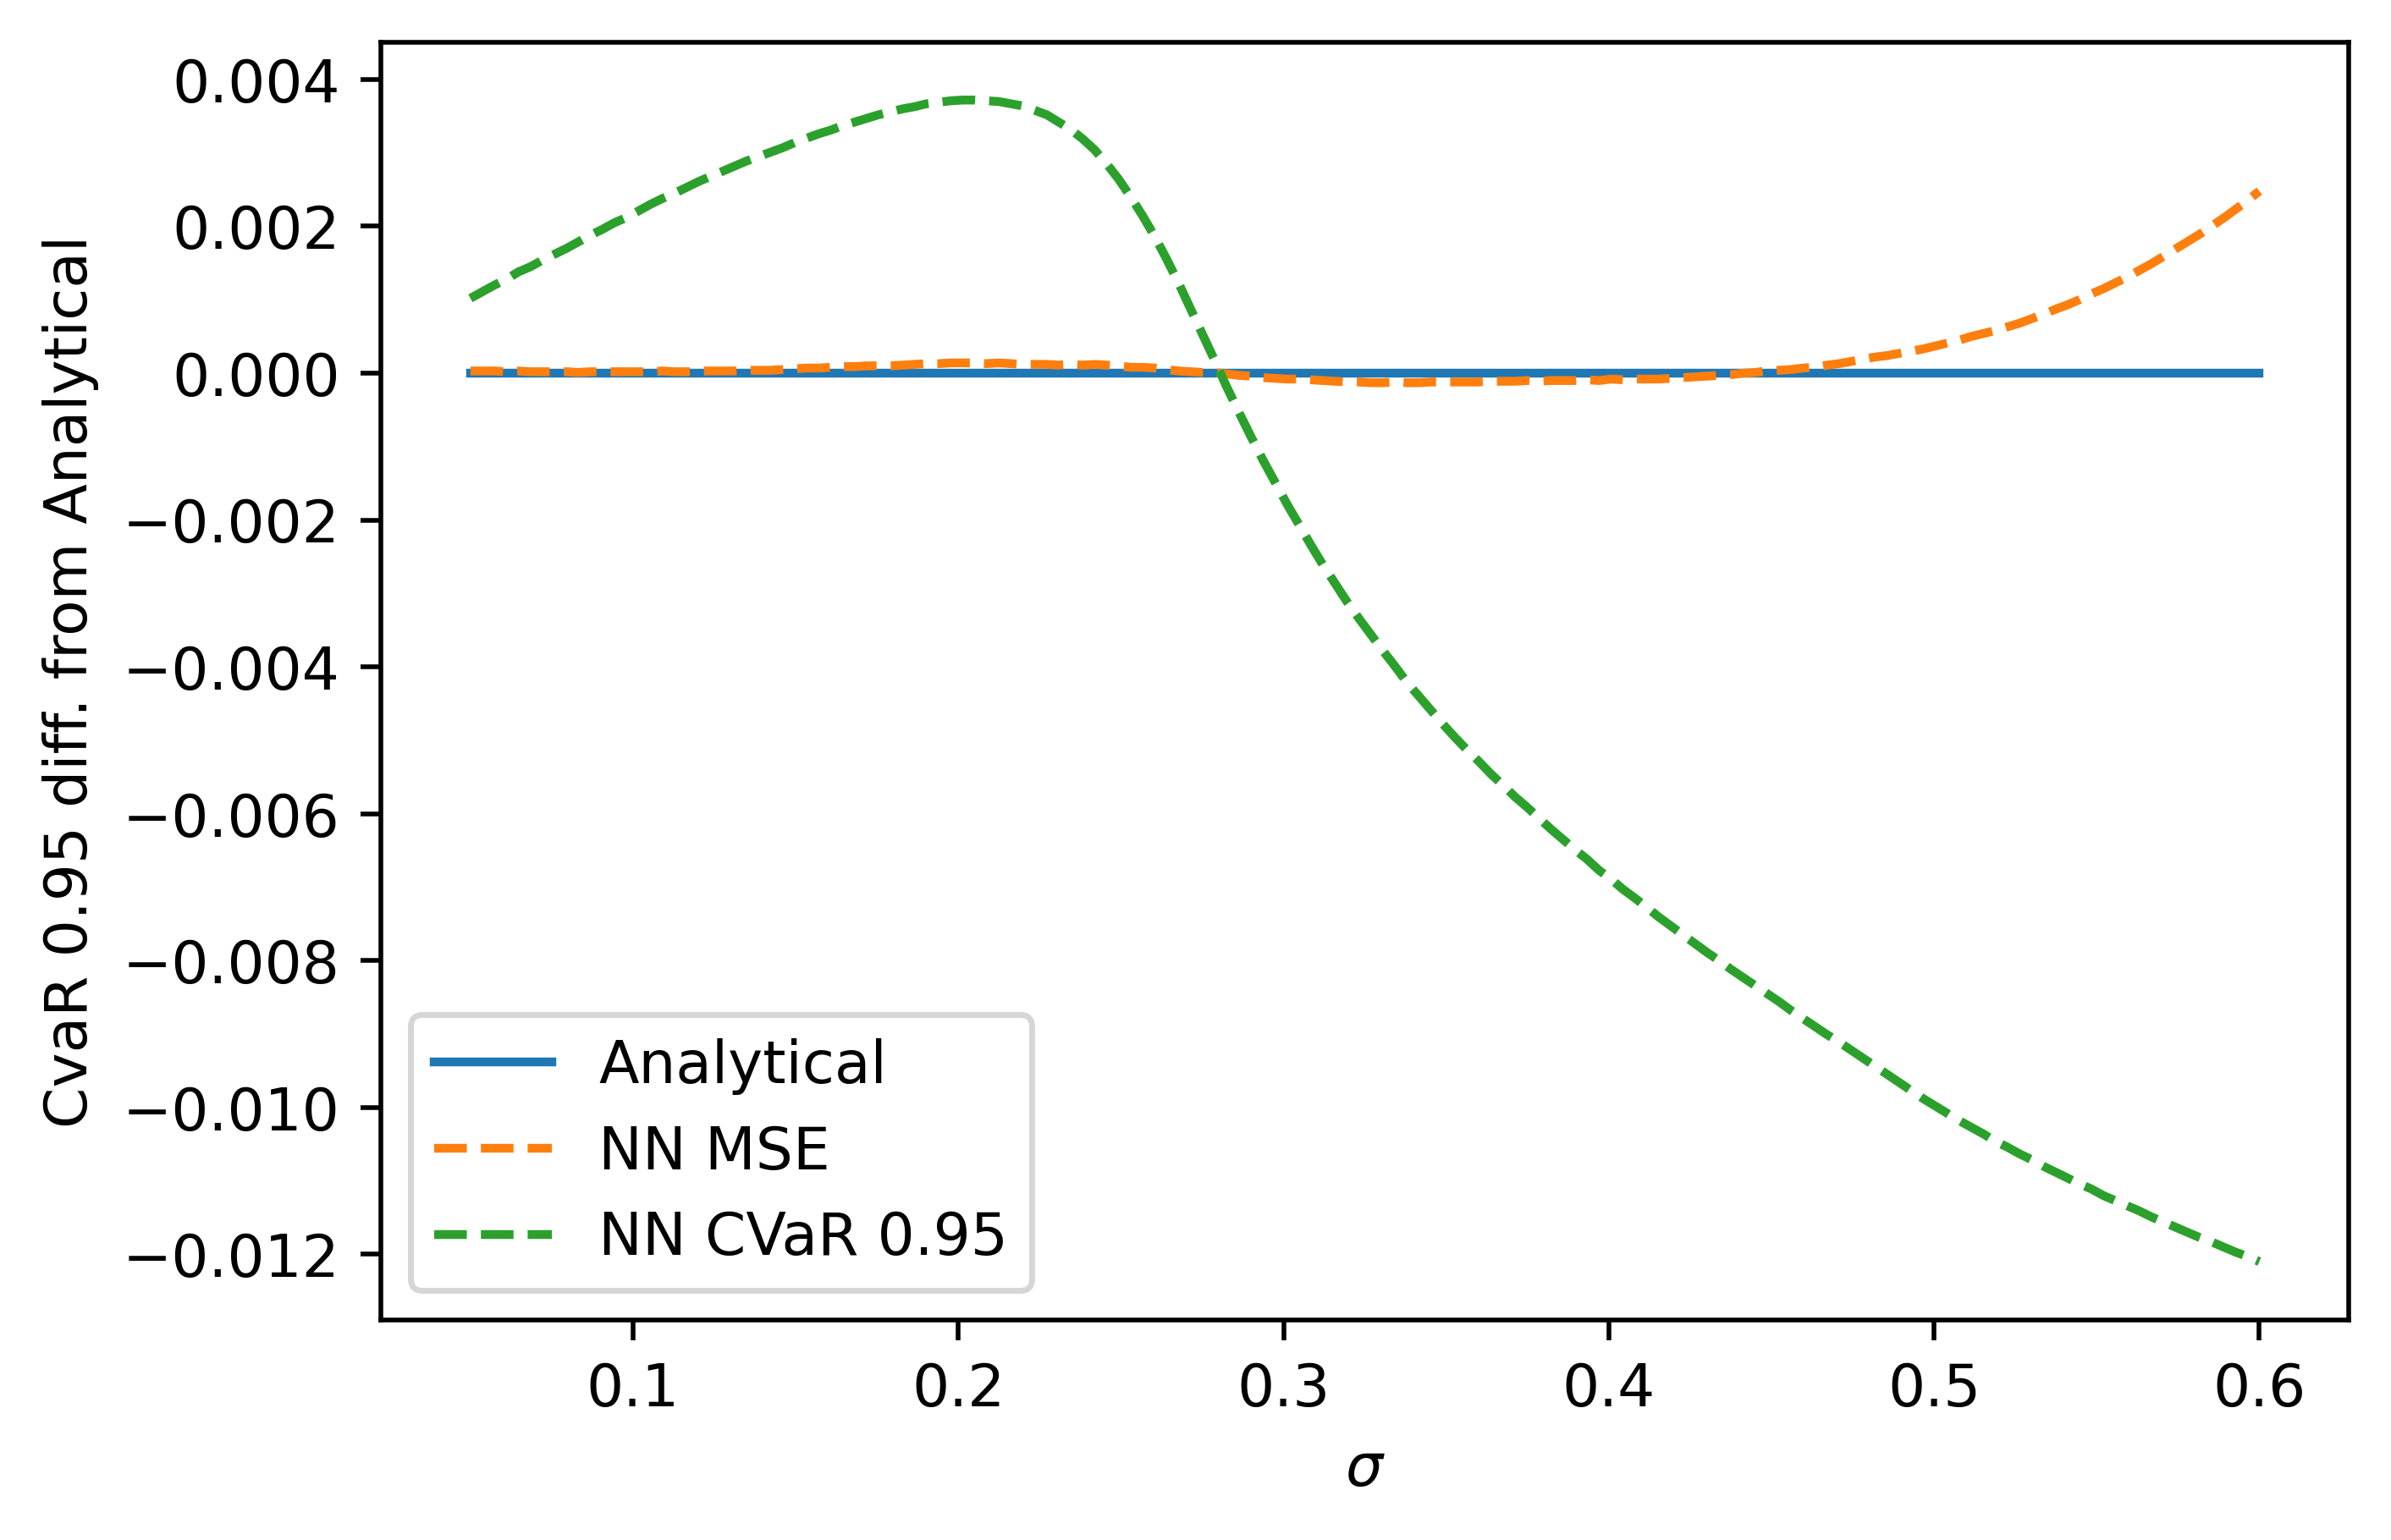 CvaR 0.95 diff. from Analytical
0.004
0.002
0.000
−0.002
−0.004
−0.006
−0.008
−0.010
−0.012
Analytical
NN MSE
NN CVaR 0.95
0.1 0.2 0.3 0.4 0.5 0.6
σ